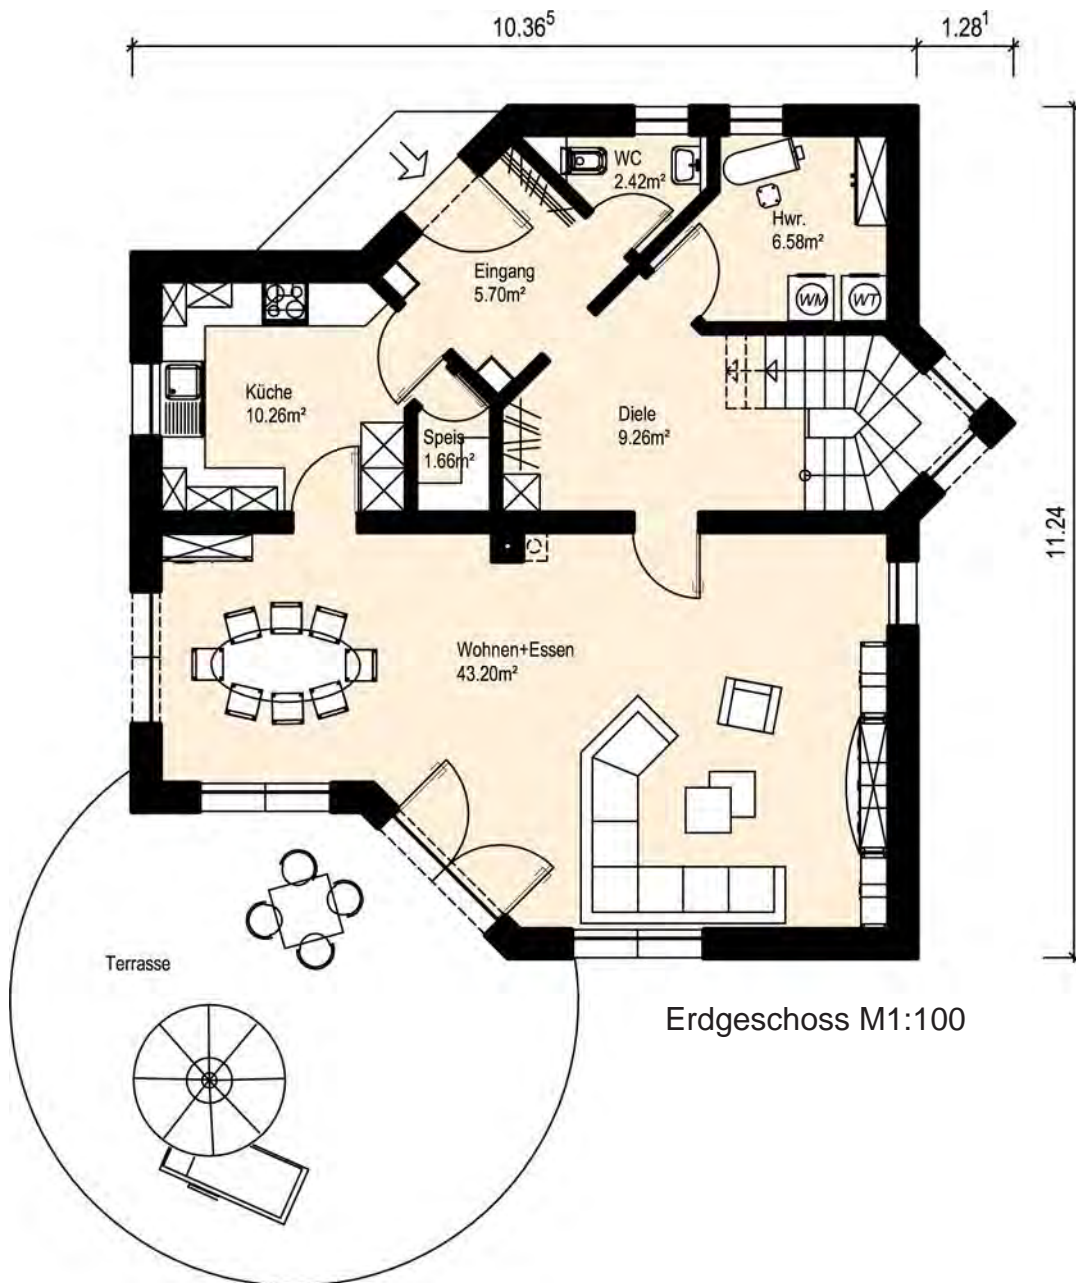 10.36⁵
1.28¹
WC
2.42m²
Hwr.
6.58m²
Eingang
5.70m²
WM
WT
Küche
10.26m²
Diele
9.26m²
Speis
1.66m²
11.24
Wohnen+Essen
43.20m²
Terrasse
Erdgeschoss M1:100